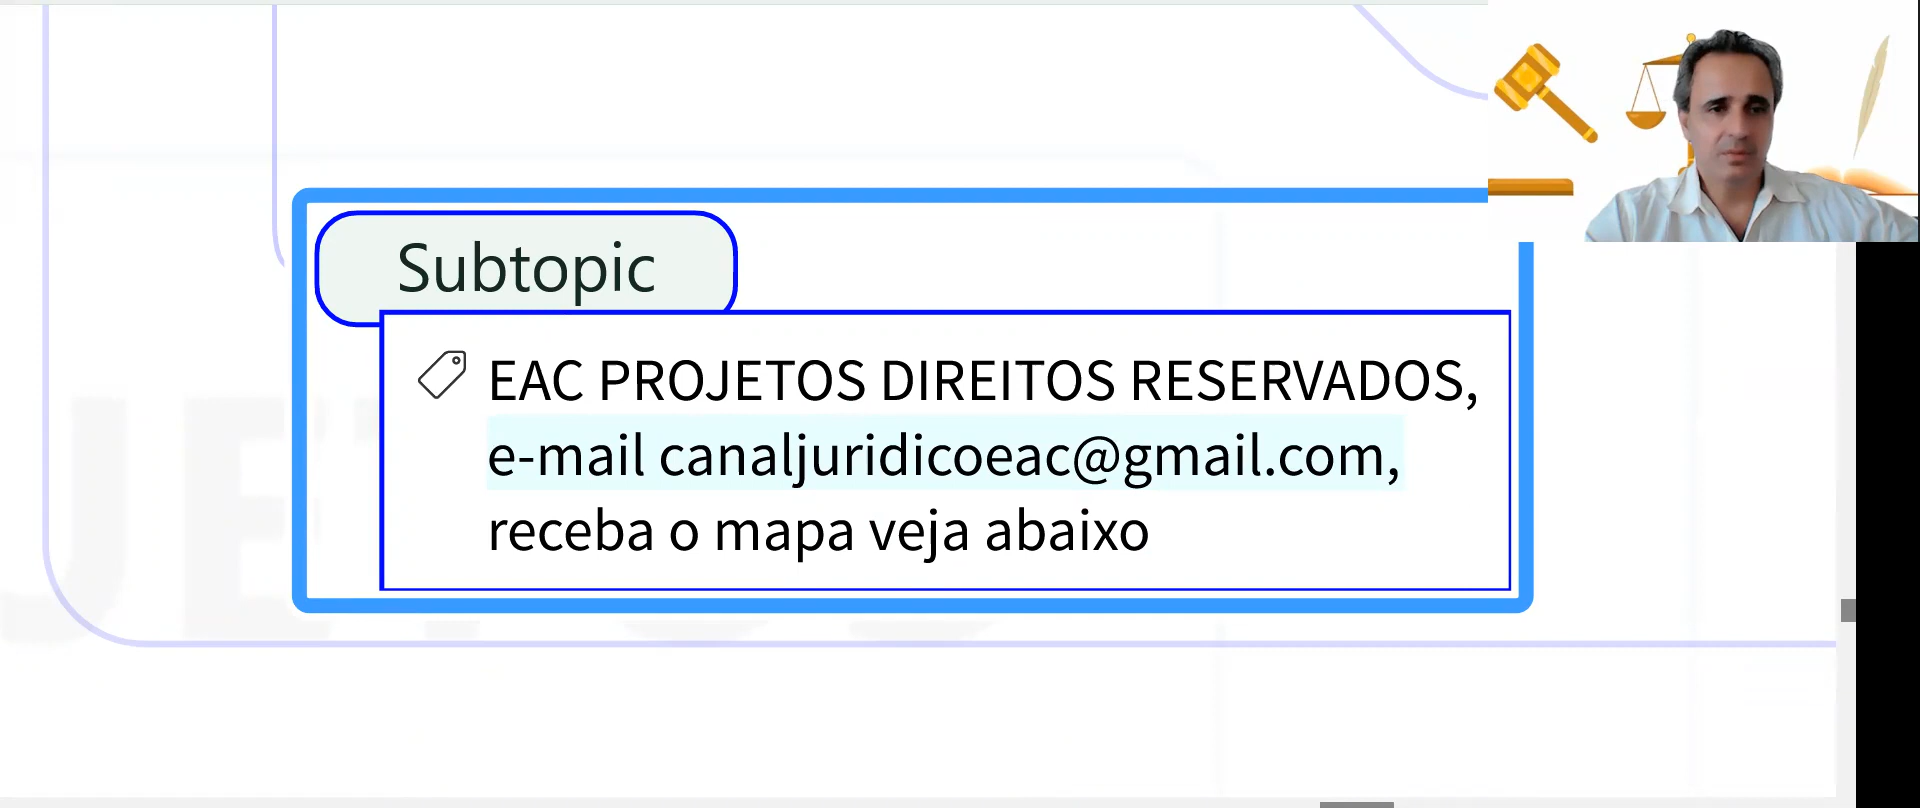 Subtopic
EAC PROJETOS DIREITOS RESERVADOS,
e-mail canaljuridicoeac@gmail.com,
receba o mapa veja abaixo